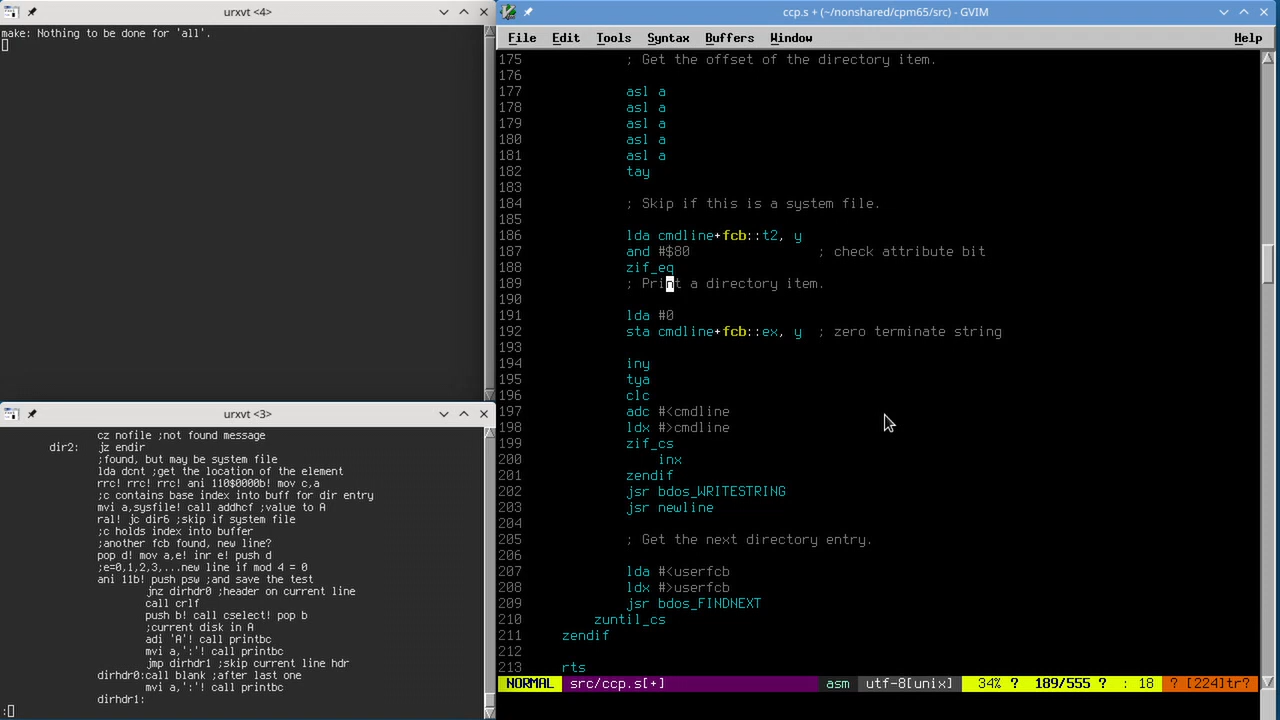 urxvt <4>
make: Nothing to be done for 'all'.
urxvt <3>
cz nofile ;not found message
dir2: jz endir
;found, but may be system file
lda dcnt ;get the location of the element
rrc! rrc! rrc! ani 110$0000b! mov c,a
;c contains base index into buff for dir entry
mvi a,sysfile! call addhcf ;value to A
ral! jc dir6 ;skip if system file
;c holds index into buffer
;another fcb found, new line?
pop d! mov a,e! inr e! push d
;e=0,1,2,3,...new line if mod 4 = 0
ani 11b! push psw ;and save the test
jnz dirhdr0 ;header on current line
call crlf
push b! call cselect! pop b
;current disk in A
adi 'A'! call printbc
mvi a,':'! call printbc
jmp dirhdr1 ;skip current line hdr
dirhdr0:call blank ;after last one
mvi a,':'! call printbc
dirhdr1:
:
ccp.s + (~/nonshared/cpm65/src) - GVIM
File Edit Tools Syntax Buffers Window Help
175 ; Get the offset of the directory item.
176
177 asl a
178 asl a
179 asl a
180 asl a
181 asl a
182 tay
183
184 ; Skip if this is a system file.
185
186 lda cmdline+fcb::t2, y
187 and #$80 ; check attribute bit
188 zif_eq
189 ; Print a directory item.
190
191 lda #0
192 sta cmdline+fcb::ex, y ; zero terminate string
193
194 iny
195 tya
196 clc
197 adc #<cmdline
198 ldx #>cmdline
199 zif_cs
200 inx
201 zendif
202 jsr bdos_WRITESTRING
203 jsr newline
204
205 ; Get the next directory entry.
206
207 lda #<userfcb
208 ldx #>userfcb
209 jsr bdos_FINDNEXT
210 zuntil_cs
211 zendif
212
213 rts
NORMAL src/ccp.s[+] asm utf-8[unix] 34% ? 189/555 ? : 18 ? [224]tr?